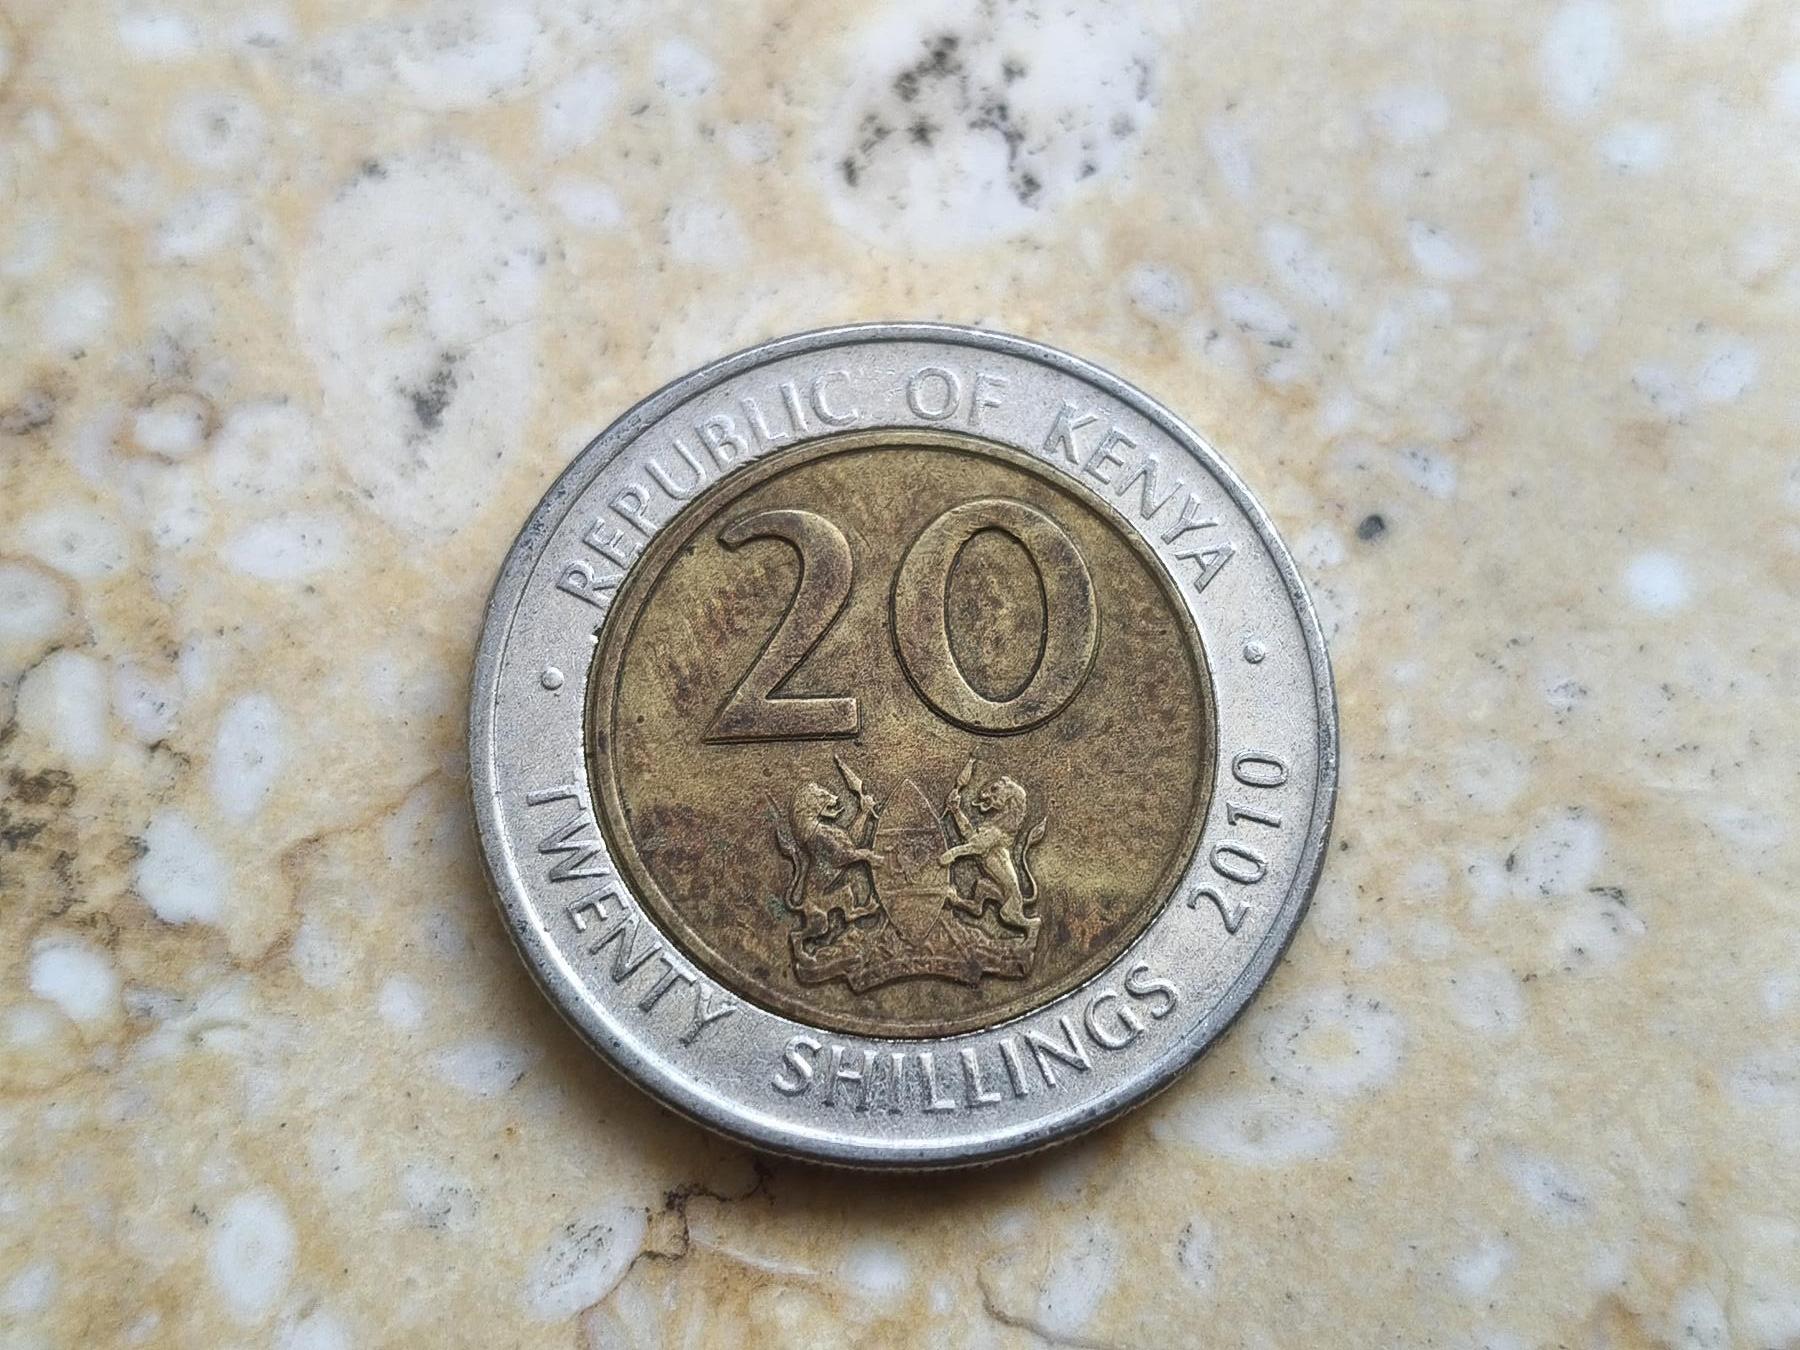 REPUBLIC OF KENYA
20
TWENTY SHILLINGS 2010